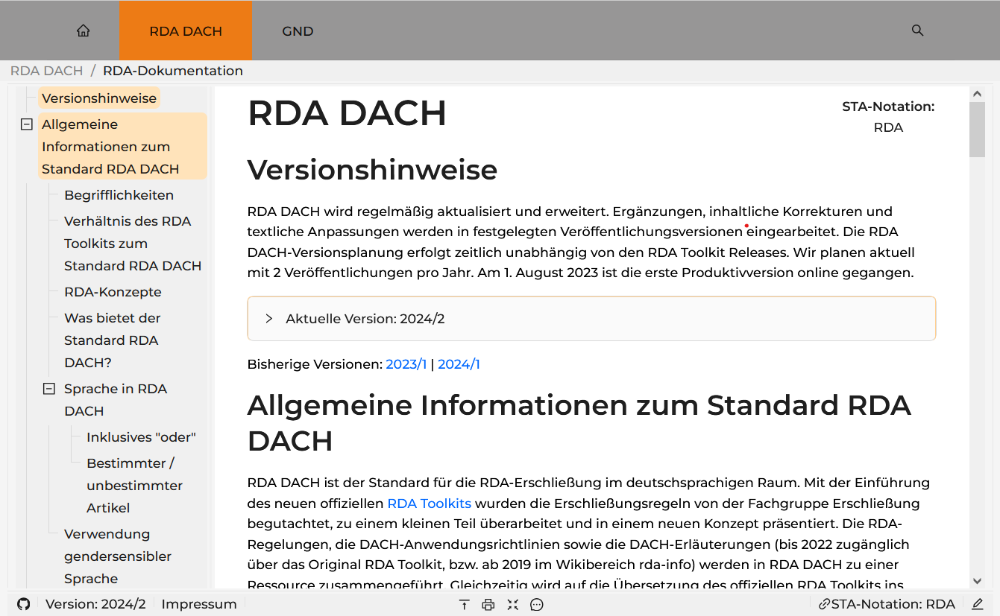 RDA DACH
GND
RDA DACH / RDA-Dokumentation
Versionshinweise
Allgemeine
Informationen zum
Standard RDA DACH
Begrifflichkeiten
Verhältnis des RDA
Toolkits zum
Standard RDA DACH
RDA-Konzepte
Was bietet der
Standard RDA
DACH?
Sprache in RDA
DACH
Inklusives "oder"
Bestimmter /
unbestimmter
Artikel
Verwendung
gendersensibler
Sprache
RDA DACH
STA-Notation:
RDA
Versionshinweise
RDA DACH wird regelmäßig aktualisiert und erweitert. Ergänzungen, inhaltliche Korrekturen und
textliche Anpassungen werden in festgelegten Veröffentlichungsversionen eingearbeitet. Die RDA
DACH-Versionsplanung erfolgt zeitlich unabhängig von den RDA Toolkit Releases. Wir planen aktuell
mit 2 Veröffentlichungen pro Jahr. Am 1. August 2023 ist die erste Produktivversion online gegangen.
Aktuelle Version: 2024/2
Bisherige Versionen: 2023/1 | 2024/1
Allgemeine Informationen zum Standard RDA
DACH
RDA DACH ist der Standard für die RDA-Erschließung im deutschsprachigen Raum. Mit der Einführung
des neuen offiziellen RDA Toolkits wurden die Erschließungsregeln von der Fachgruppe Erschließung
begutachtet, zu einem kleinen Teil überarbeitet und in einem neuen Konzept präsentiert. Die RDA-
Regelungen, die DACH-Anwendungsrichtlinien sowie die DACH-Erläuterungen (bis 2022 zugänglich
über das Original RDA Toolkit, bzw. ab 2019 im Wikibereich rda-info) werden in RDA DACH zu einer
Ressource zusammengeführt. Gleichzeitig wird auf die Übersetzung des offiziellen RDA Toolkits ins
Version: 2024/2
Impressum
STA-Notation: RDA